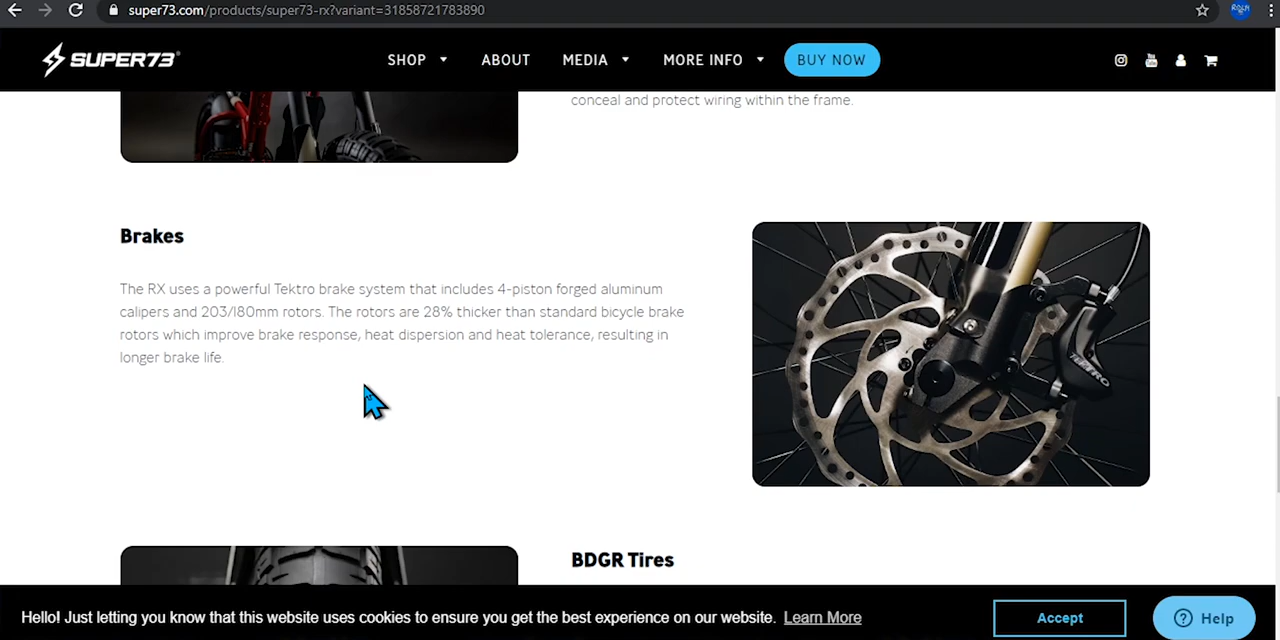 super73.com/products/super73-rx?variant=31858721783890
SUPER73
SHOP
ABOUT
MEDIA
MORE INFO
BUY NOW
conceal and protect wiring within the frame.
Brakes
The RX uses a powerful Tektro brake system that includes 4-piston forged aluminum
calipers and 203/180mm rotors. The rotors are 28% thicker than standard bicycle brake
rotors which improve brake response, heat dispersion and heat tolerance, resulting in
longer brake life.
TEKTRO
BDGR Tires
Hello! Just letting you know that this website uses cookies to ensure you get the best experience on our website. Learn More
Accept
Help